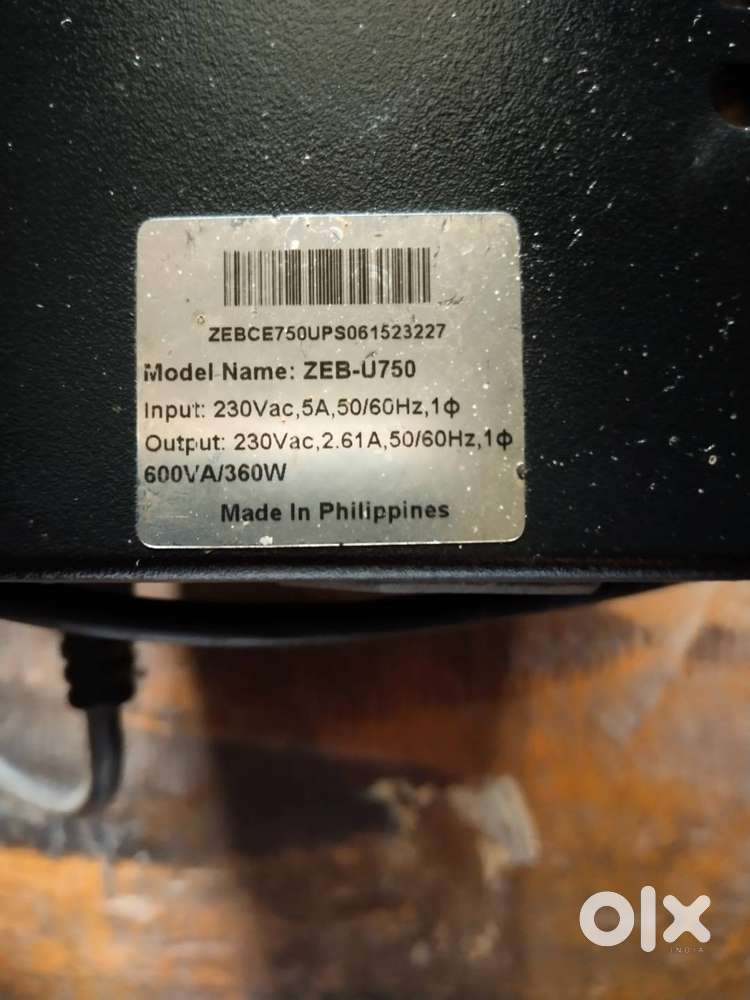 ZEBCE750UPS061523227
Model Name: ZEB-U750
Input: 230Vac,5A,50/60Hz,1ϕ
Output: 230Vac,2.61A,50/60Hz,1ϕ
600VA/360W
Made In Philippines
olx
INDIA